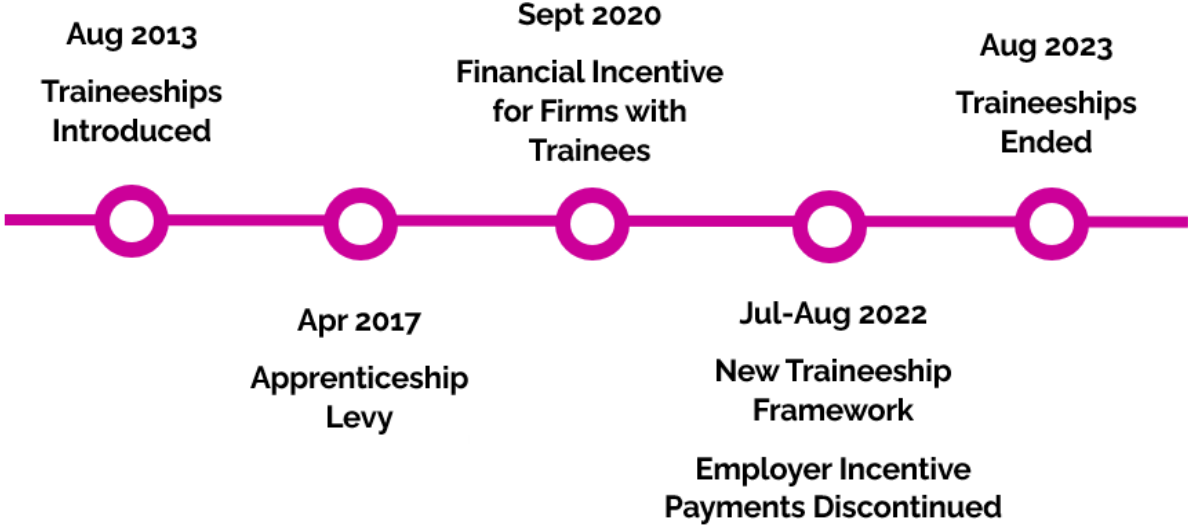 Aug 2013
Traineeships
Introduced
Apr 2017
Apprenticeship
Levy
Sept 2020
Financial Incentive
for Firms with
Trainees
Jul-Aug 2022
New Traineeship
Framework
Employer Incentive
Payments Discontinued
Aug 2023
Traineeships
Ended